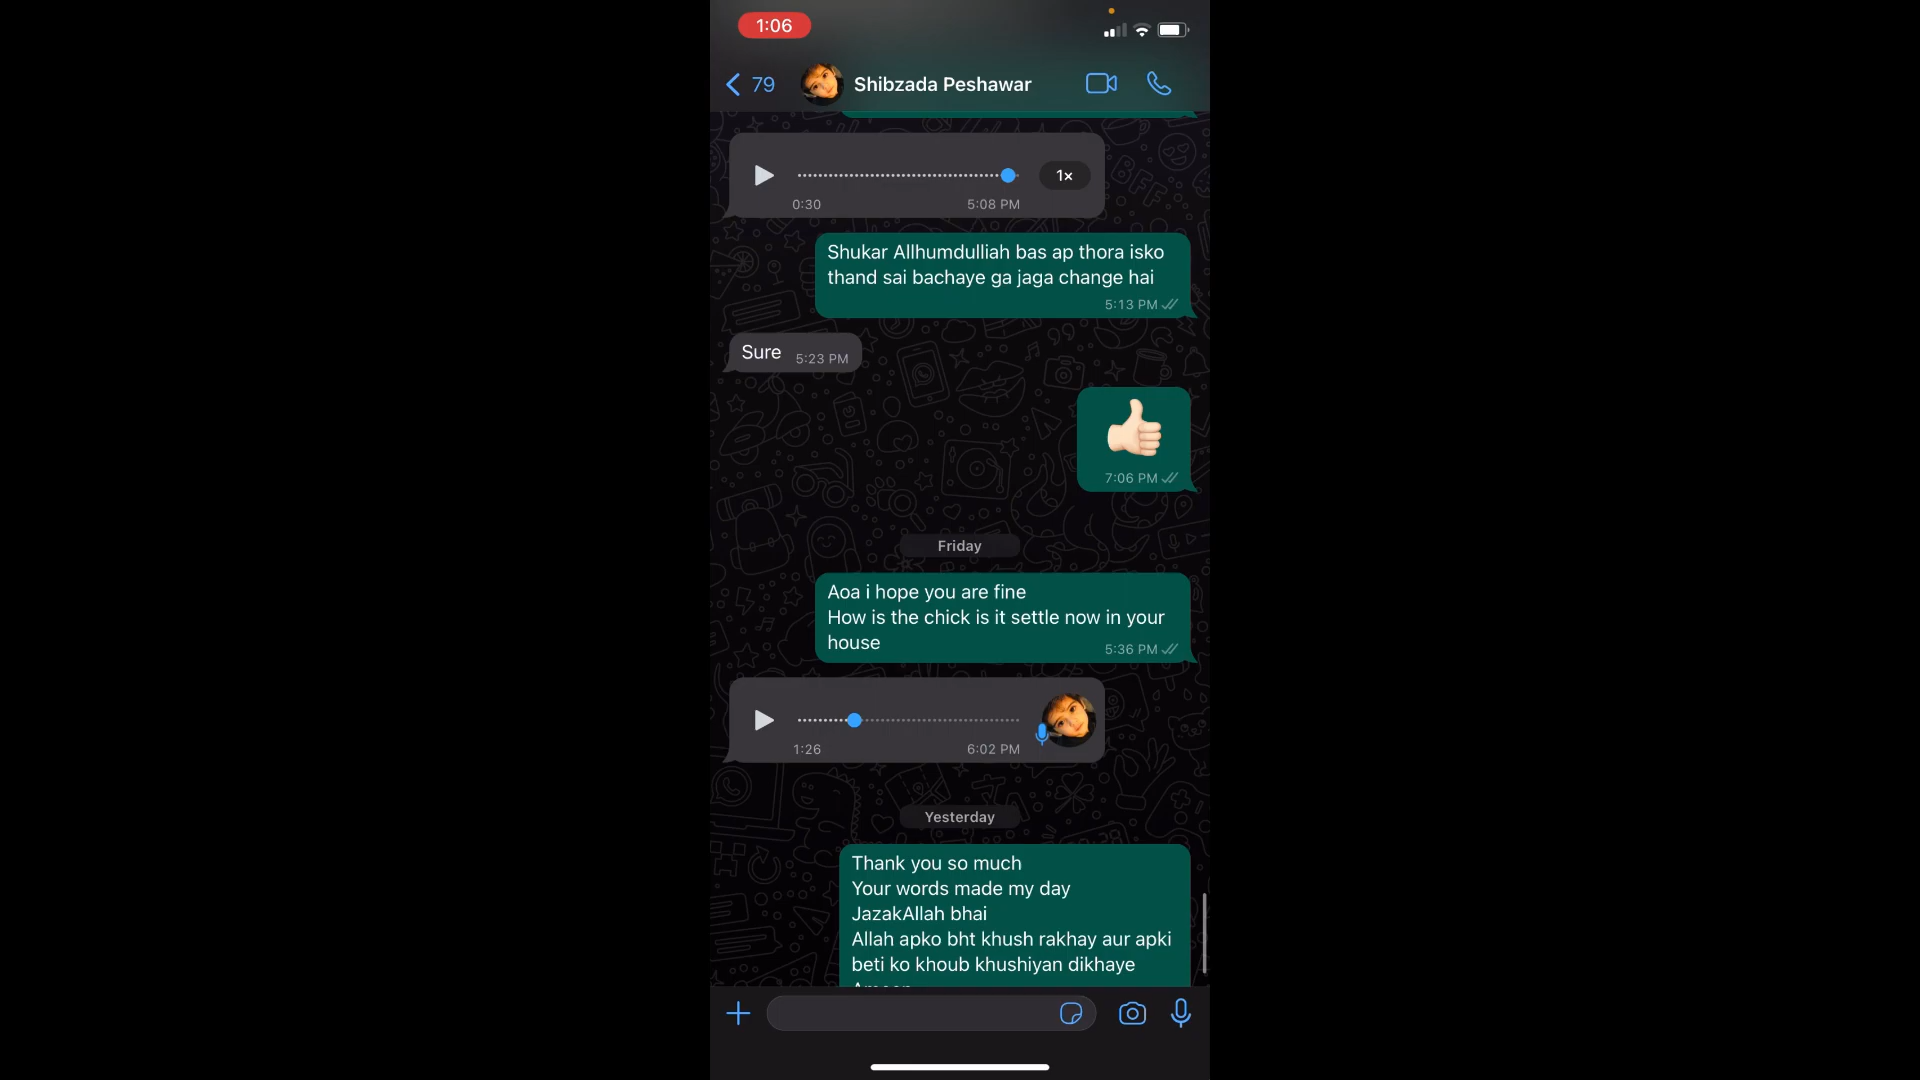 1:06
79
Shibzada Peshawar
1×
0:30
5:08 PM
Shukar Allhumdulliah bas ap thora isko
thand sai bachaye ga jaga change hai
5:13 PM
Sure
5:23 PM
7:06 PM
Friday
Aoa i hope you are fine
How is the chick is it settle now in your
house
5:36 PM
1:26
6:02 PM
Yesterday
Thank you so much
Your words made my day
JazakAllah bhai
Allah apko bht khush rakhay aur apki
beti ko khoub khushiyan dikhaye